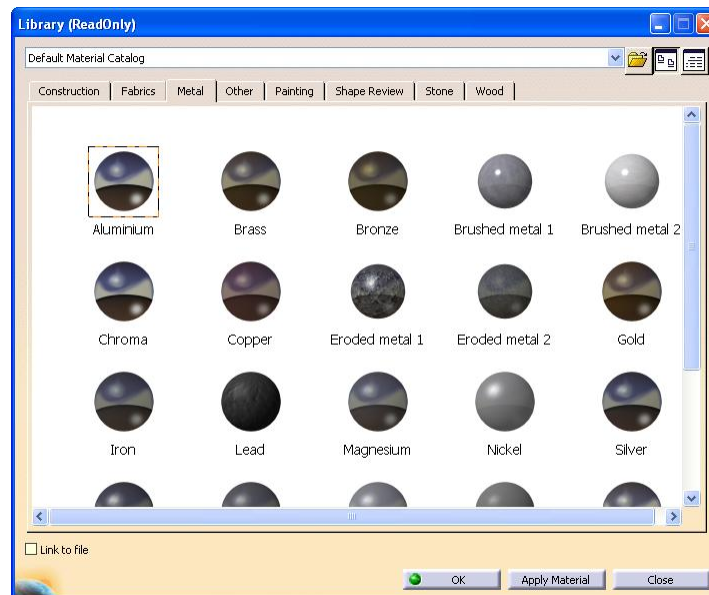 Library (ReadOnly)
Default Material Catalog
Construction Fabrics Metal Other Painting Shape Review Stone Wood
Aluminium Brass Bronze Brushed metal 1 Brushed metal 2
Chroma Copper Eroded metal 1 Eroded metal 2 Gold
Iron Lead Magnesium Nickel Silver
Link to file
OK Apply Material Close